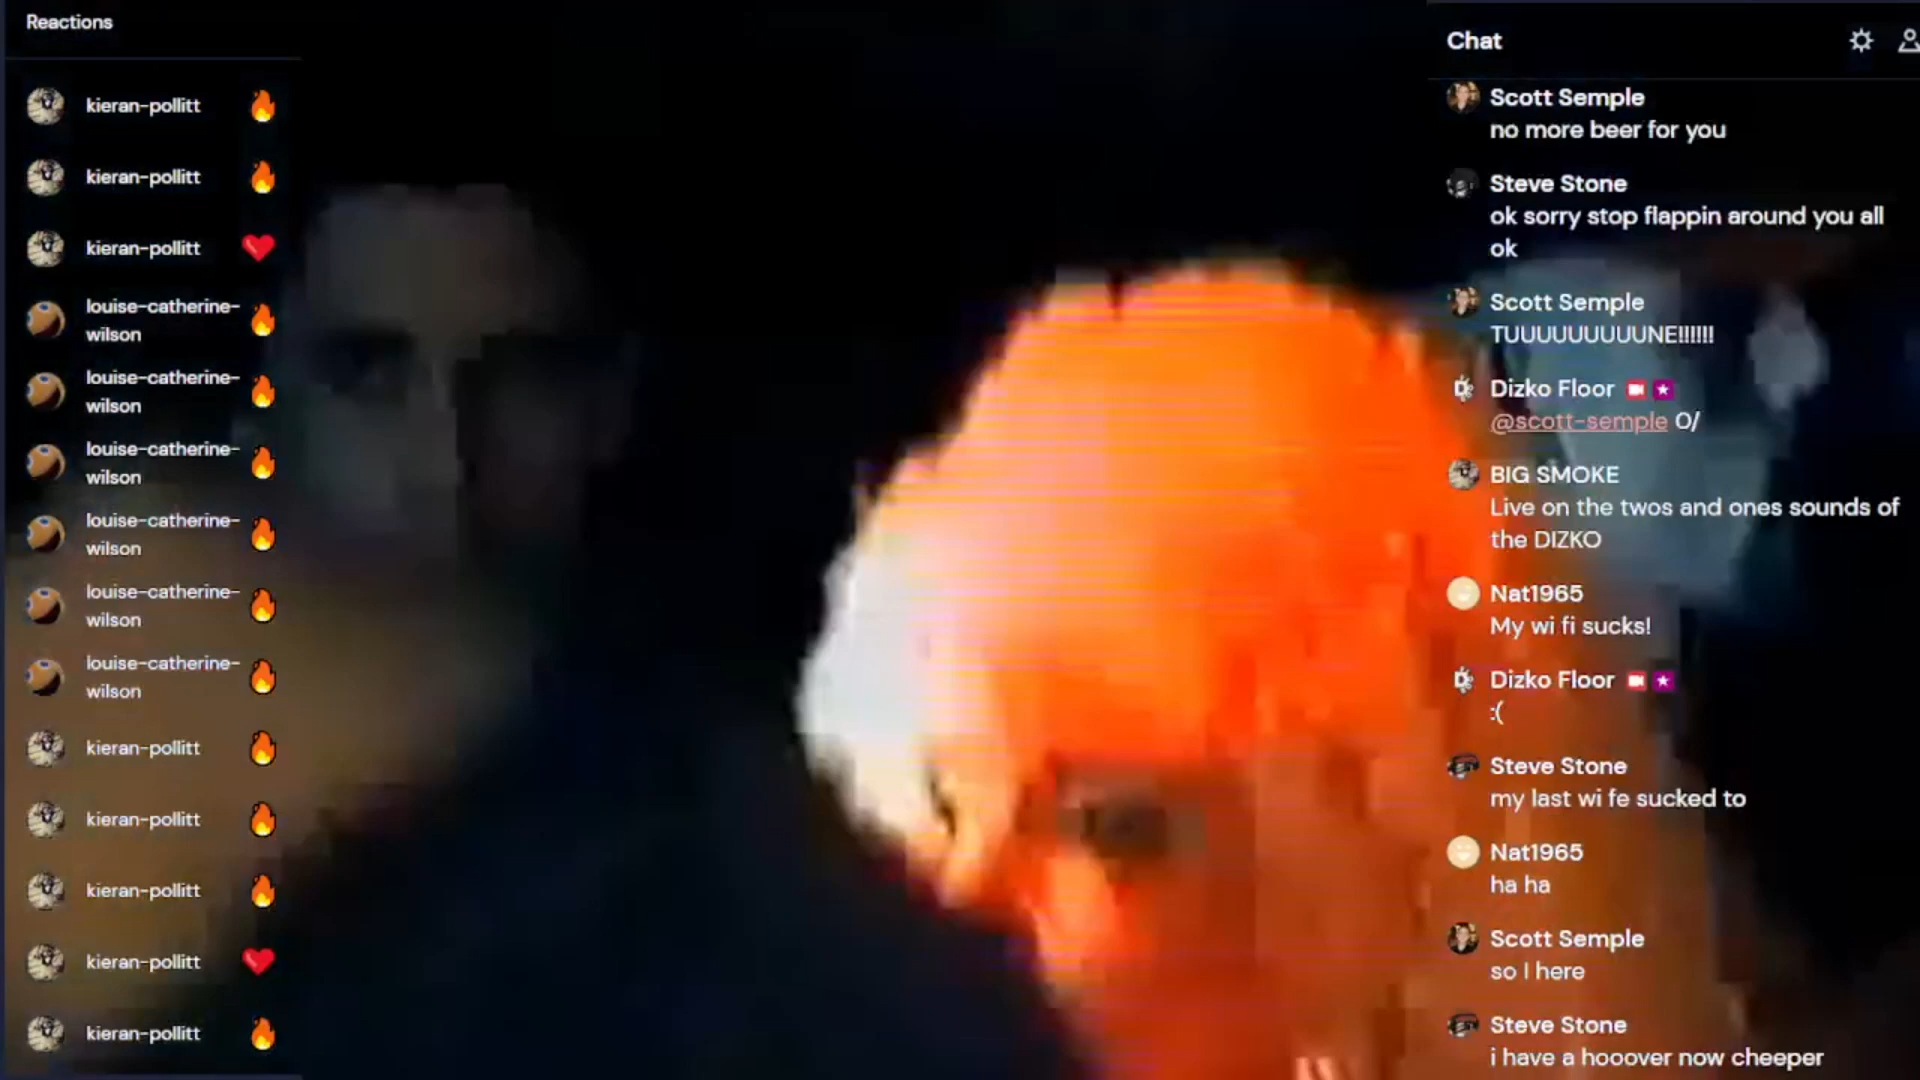 Reactions
kieran-pollitt
kieran-pollitt
kieran-pollitt
louise-catherine-
wilson
louise-catherine-
wilson
louise-catherine-
wilson
louise-catherine-
wilson
louise-catherine-
wilson
louise-catherine-
wilson
kieran-pollitt
kieran-pollitt
kieran-pollitt
kieran-pollitt
kieran-pollitt
Chat
Scott Semple
no more beer for you
Steve Stone
ok sorry stop flappin around you all
ok
Scott Semple
TUUUUUUUUUNE!!!!!!
Dizko Floor
@scott-semple O/
BIG SMOKE
Live on the twos and ones sounds of
the DIZKO
Nat1965
My wi fi sucks!
Dizko Floor
:(
Steve Stone
my last wi fe sucked to
Nat1965
ha ha
Scott Semple
so I here
Steve Stone
i have a hooover now cheeper